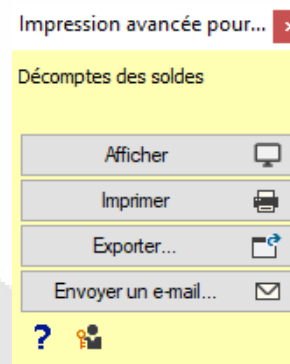 Impression avancée pour...
Décomptes des soldes
Afficher
Imprimer
Exporter...
Envoyer un e-mail...
?